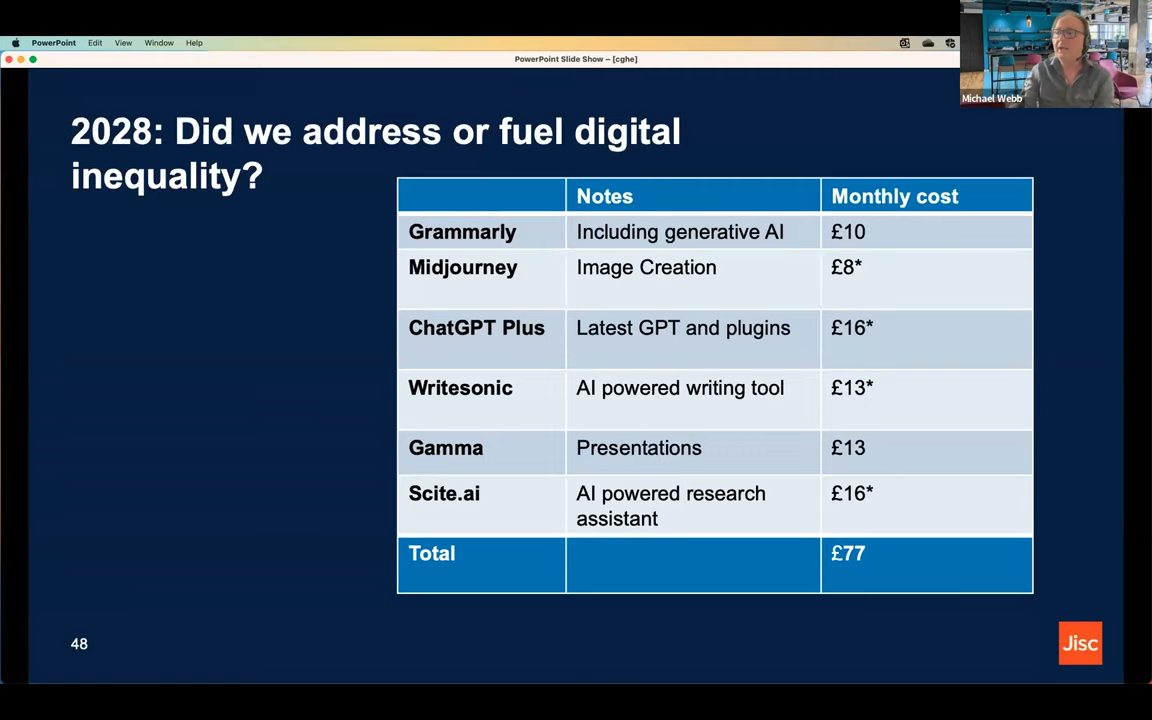 PowerPoint Edit View Window Help
PowerPoint Slide Show – [cghe]
Michael Webb
2028: Did we address or fuel digital
inequality?
Notes Monthly cost
Grammarly Including generative AI £10
Midjourney Image Creation £8*
ChatGPT Plus Latest GPT and plugins £16*
Writesonic AI powered writing tool £13*
Gamma Presentations £13
Scite.ai AI powered research £16*
assistant
Total £77
48
Jisc